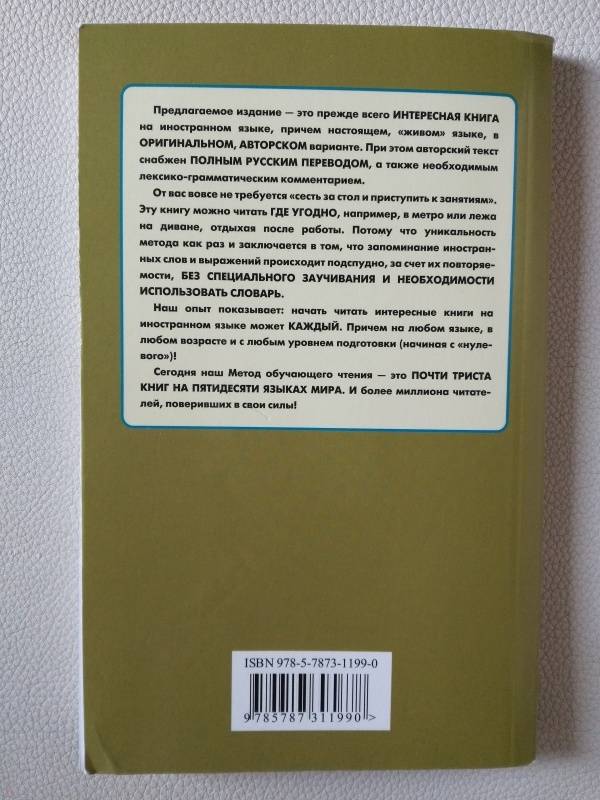 Предлагаемое издание — это прежде всего ИНТЕРЕСНАЯ КНИГА
на иностранном языке, причем настоящем, «живом» языке, в
ОРИГИНАЛЬНОМ, АВТОРСКОМ варианте. При этом авторский текст
снабжен ПОЛНЫМ РУССКИМ ПЕРЕВОДОМ, а также необходимым
лексико-грамматическим комментарием.
От вас вовсе не требуется «сесть за стол и приступить к занятиям».
Эту книгу можно читать ГДЕ УГОДНО, например, в метро или лежа
на диване, отдыхая после работы. Потому что уникальность
метода как раз и заключается в том, что запоминание иностран-
ных слов и выражений происходит подспудно, за счет их повторяе-
мости, БЕЗ СПЕЦИАЛЬНОГО ЗАУЧИВАНИЯ И НЕОБХОДИМОСТИ
ИСПОЛЬЗОВАТЬ СЛОВАРЬ.
Наш опыт показывает: начать читать интересные книги на
иностранном языке может КАЖДЫЙ. Причем на любом языке, в
любом возрасте и с любым уровнем подготовки (начиная с «нуле-
вого»)!
Сегодня наш Метод обучающего чтения — это ПОЧТИ ТРИСТА
КНИГ НА ПЯТИДЕСЯТИ ЯЗЫКАХ МИРА. И более миллиона читате-
лей, поверивших в свои силы!
ISBN 978-5-7873-1199-0
9 785787 311990 >